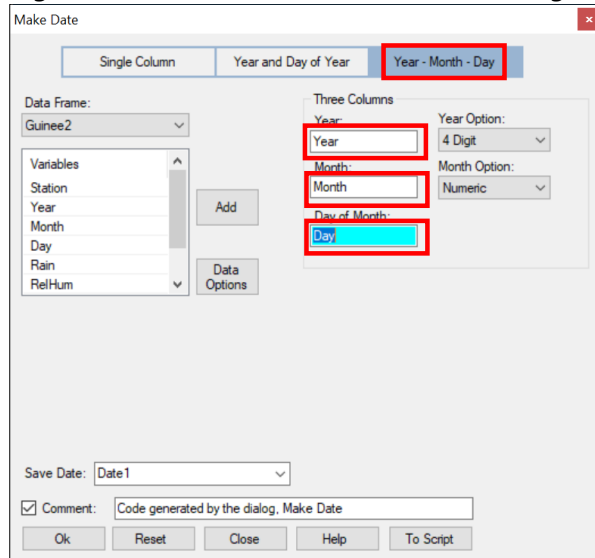 Make Date
Single Column
Year and Day of Year
Year - Month - Day
Data Frame:
Guinee2
Variables
Station
Year
Month
Day
Rain
RelHum
Add
Data
Options
Three Columns
Year:
Year
Year Option:
4 Digit
Month:
Month
Month Option:
Numeric
Day of Month:
Day
Save Date:
Date1
Comment:
Code generated by the dialog, Make Date
Ok
Reset
Close
Help
To Script